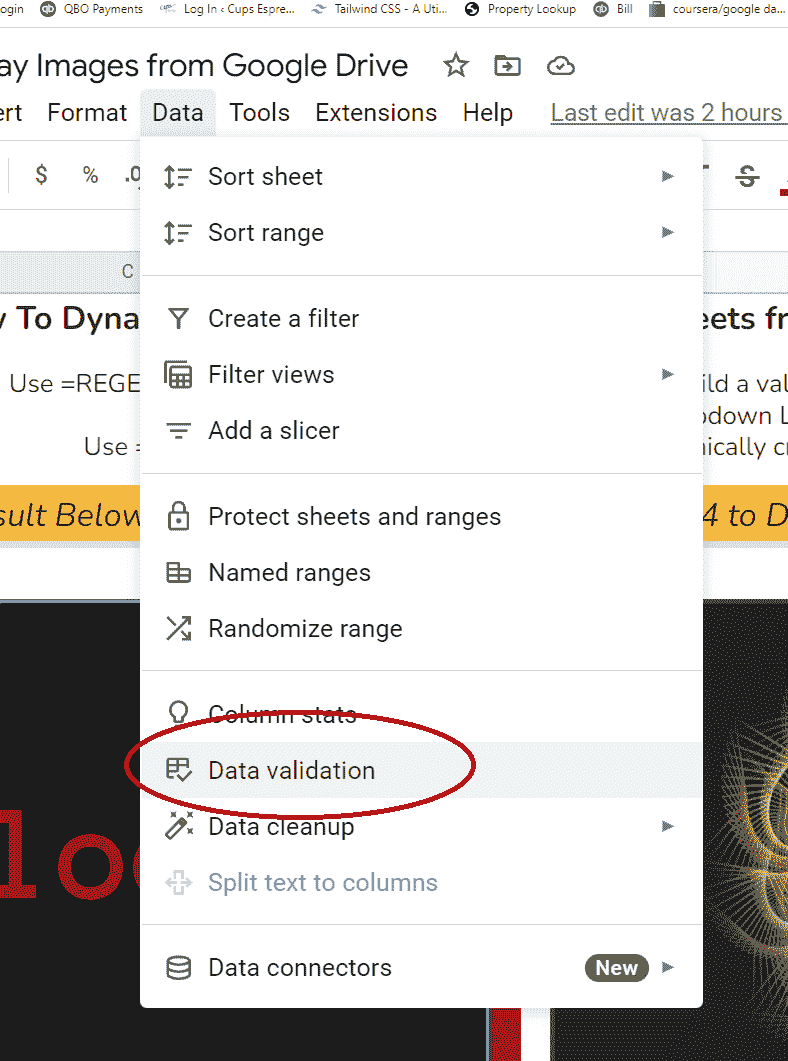 ogin QBO Payments Log In ‹ Cups Espre... Tailwind CSS - A Uti... Property Lookup Bill coursera/google da...
ay Images from Google Drive
ert Format Data Tools Extensions Help Last edit was 2 hours
$ % .0
Sort sheet
Sort range
C
Create a filter
Filter views
Add a slicer
y To Dyna
eets fr
Use =REGE
ild a val
odown L
Use =
nically cr
sult Below
4 to D
Protect sheets and ranges
Named ranges
Randomize range
Column stats
Data validation
Data cleanup
Split text to columns
Data connectors New
loo